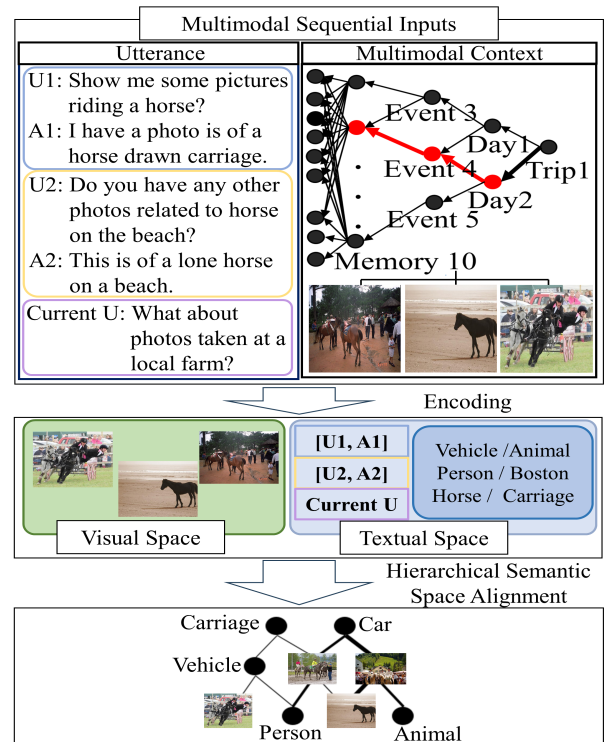 Multimodal Sequential Inputs
Utterance
U1: Show me some pictures
riding a horse?
A1: I have a photo is of a
horse drawn carriage.
U2: Do you have any other
photos related to horse
on the beach?
A2: This is of a lone horse
on a beach.
Current U: What about
photos taken at a
local farm?
Multimodal Context
Event 3
Day1
Trip1
Event 4
Day2
Event 5
Memory 10
Encoding
[U1, A1]
[U2, A2]
Current U
Vehicle /Animal
Person / Boston
Horse / Carriage
Visual Space
Textual Space
Hierarchical Semantic
Space Alignment
Carriage
Car
Vehicle
Person
Animal